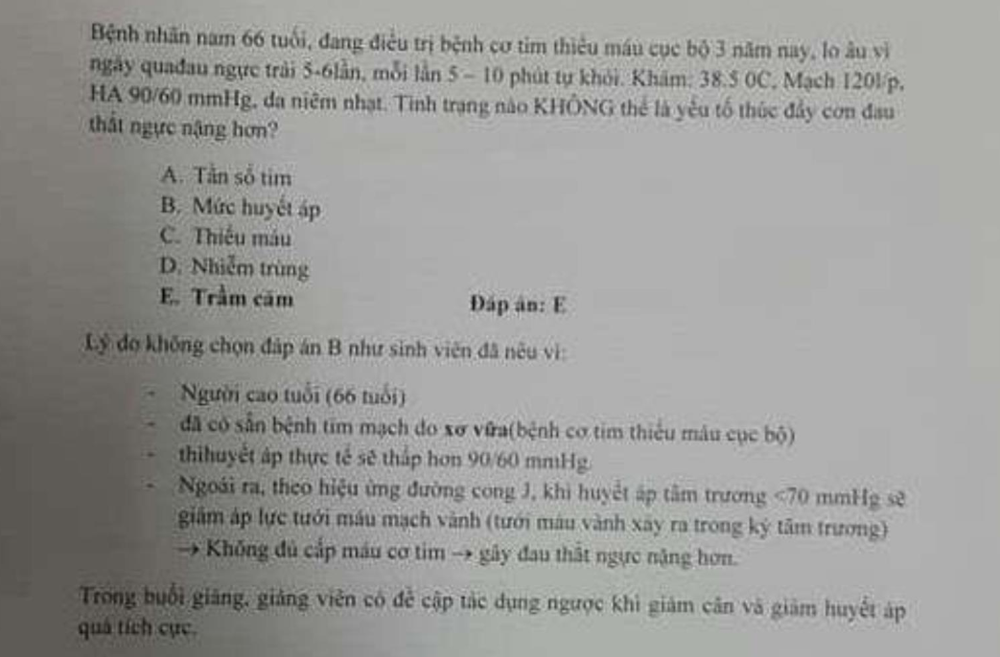 Bệnh nhân nam 66 tuổi, đang điều trị bệnh cơ tim thiếu máu cục bộ 3 năm nay, lo âu vì
ngày quađau ngực trái 5-6lần, mỗi lần 5 – 10 phút tự khỏi. Khám: 38.5 0C, Mạch 120l/p,
HA 90/60 mmHg, da niêm nhạt. Tình trạng nào KHÔNG thể là yếu tố thúc đẩy cơn đau
thắt ngực nặng hơn?
A. Tần số tim
B. Mức huyết áp
C. Thiếu máu
D. Nhiễm trùng
E. Trầm cảm Đáp án: E
Lý do không chọn đáp án B như sinh viên đã nêu vì:
- Người cao tuổi (66 tuổi)
- đã có sẵn bệnh tim mạch do xơ vữa(bệnh cơ tim thiếu máu cục bộ)
- thìhuyết áp thực tế sẽ thấp hơn 90/60 mmHg.
- Ngoài ra, theo hiệu ứng đường cong J, khi huyết áp tâm trương <70 mmHg sẽ
giảm áp lực tưới máu mạch vành (tưới máu vành xảy ra trong kỳ tâm trương)
→ Không đủ cấp máu cơ tim → gây đau thắt ngực nặng hơn.
Trong buổi giảng, giảng viên có đề cập tác dụng ngược khi giảm cân và giảm huyết áp
quá tích cực.